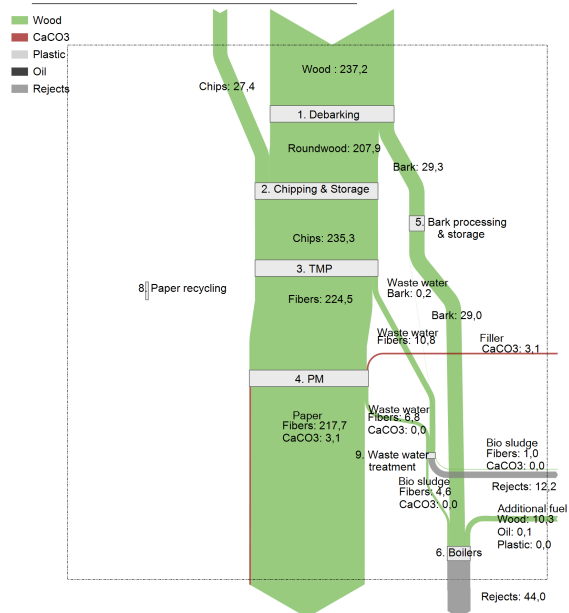 Wood
CaCO3
Plastic
Oil
Rejects
Chips: 27,4
Wood : 237,2
1. Debarking
Roundwood: 207,9
Bark: 29,3
2. Chipping & Storage
5. Bark processing
& storage
Chips: 235,3
3. TMP
8 Paper recycling
Fibers: 224,5
Waste water
Bark: 0,2
Bark: 29,0
Waste water
Fibers: 10,8
Filler
CaCO3: 3,1
4. PM
Paper
Fibers: 217,7
CaCO3: 3,1
Waste water
Fibers: 6,8
CaCO3: 0,0
9. Waste water
treatment
Bio sludge
Fibers: 1,0
CaCO3: 0,0
Rejects: 12,2
Bio sludge
Fibers: 4,6
CaCO3: 0,0
Additional fuel
Wood: 10,3
Oil: 0,1
Plastic: 0,0
6. Boilers
Rejects: 44,0